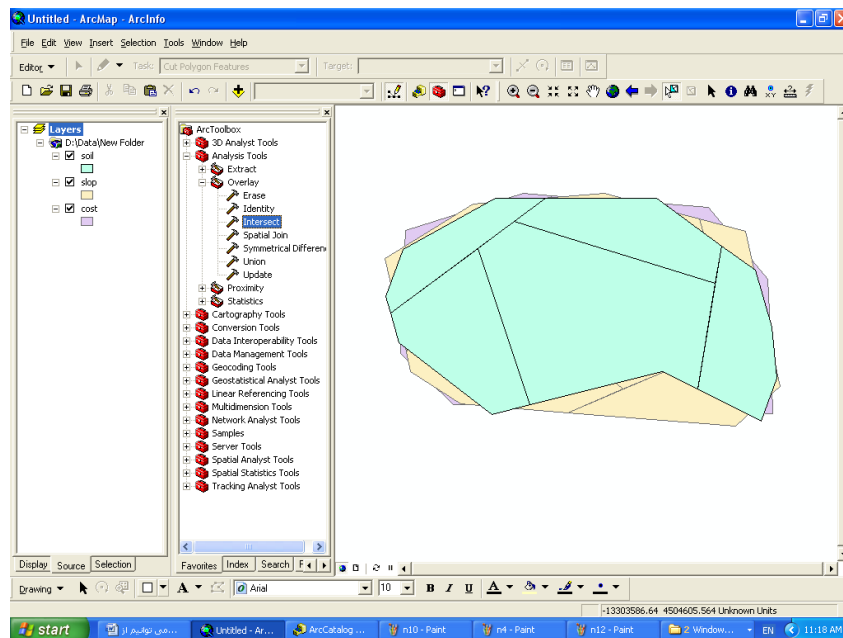 Untitled - ArcMap - ArcInfo
File Edit View Insert Selection Tools Window Help
Editor Task: Cut Polygon Features Target:
Layers
D:\Data\New Folder
soil
slop
cost
ArcToolbox
3D Analyst Tools
Analysis Tools
Extract
Overlay
Erase
Identity
Intersect
Spatial Join
Symmetrical Differen
Union
Update
Proximity
Statistics
Cartography Tools
Conversion Tools
Data Interoperability Tools
Data Management Tools
Geocoding Tools
Geostatistical Analyst Tools
Linear Referencing Tools
Multidimension Tools
Network Analyst Tools
Samples
Server Tools
Spatial Analyst Tools
Spatial Statistics Tools
Tracking Analyst Tools
Display Source Selection
Favorites Index Search
Drawing A Arial 10 B I U A
-13303586.64 4504605.564 Unknown Units
start
می توانیم از...
Untitled - Ar...
ArcCatalog ...
n10 - Paint
n4 - Paint
n12 - Paint
2 Window...
EN
11:18 AM